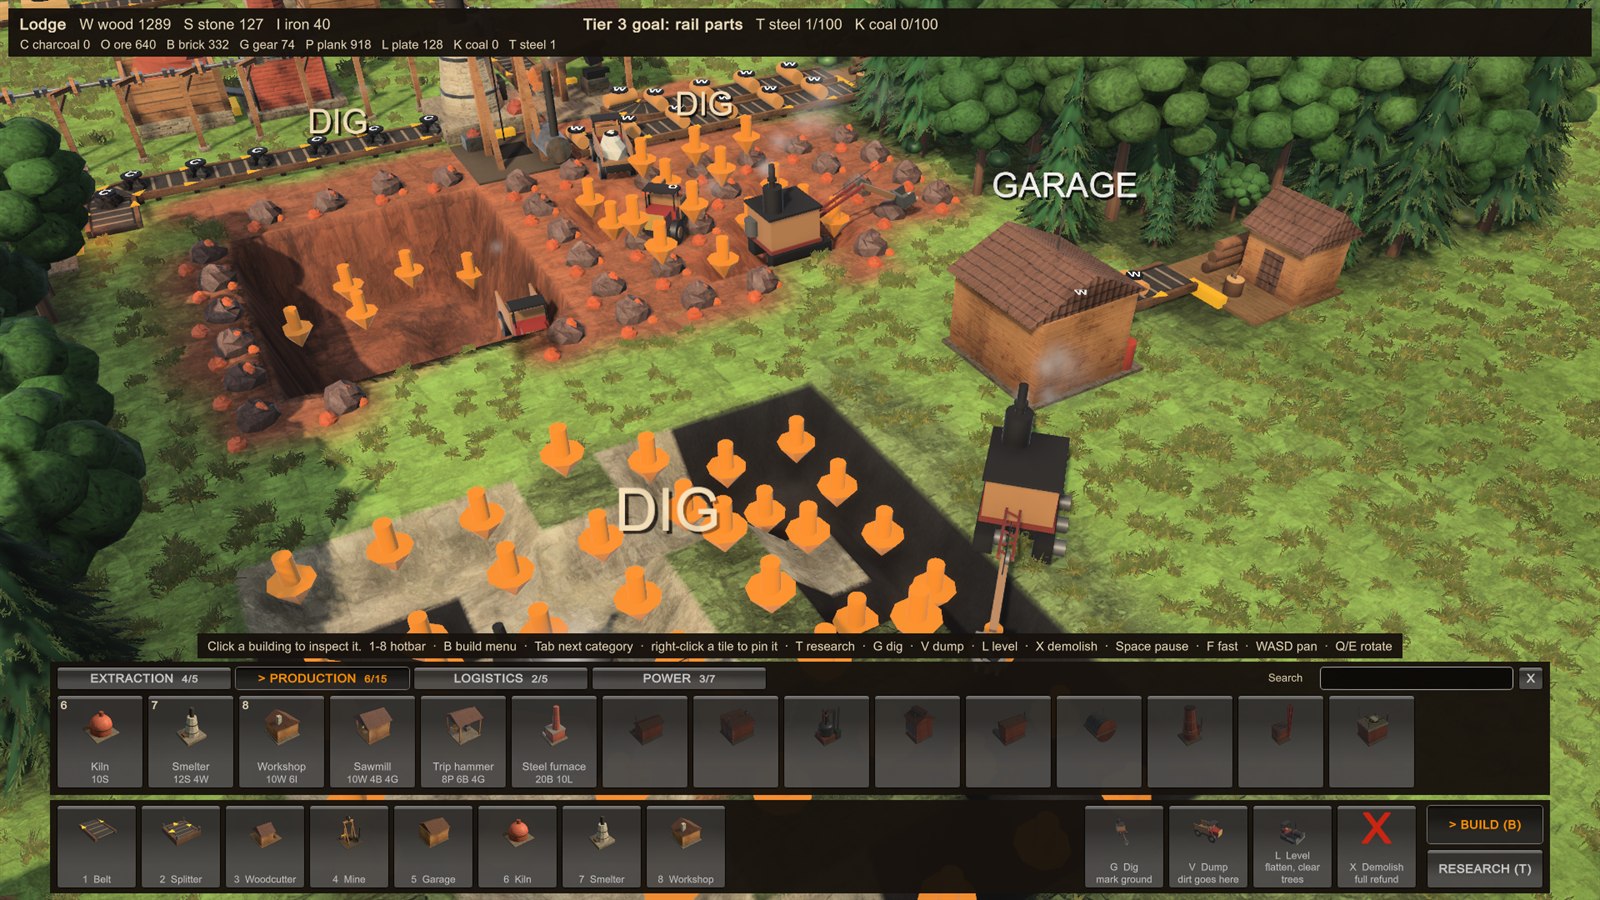 Lodge W wood 1289 S stone 127 I iron 40
Tier 3 goal: rail parts T steel 1/100 K coal 0/100
C charcoal 0 O ore 640 B brick 332 G gear 74 P plank 918 L plate 128 K coal 0 T steel 1
DIG
DIG
GARAGE
DIG
Click a building to inspect it. 1-8 hotbar · B build menu · Tab next category · right-click a tile to pin it · T research · G dig · V dump · L level · X demolish · Space pause · F fast · WASD pan · Q/E rotate
EXTRACTION 4/5
> PRODUCTION 6/15
LOGISTICS 2/5
POWER 3/7
Search
X
6
Kiln
10S
7
Smelter
12S 4W
8
Workshop
10W 6I
Sawmill
10W 4B 4G
Trip hammer
8P 6B 4G
Steel furnace
20B 10L
1 Belt
2 Splitter
3 Woodcutter
4 Mine
5 Garage
6 Kiln
7 Smelter
8 Workshop
G Dig
mark ground
V Dump
dirt goes here
L Level
flatten, clear
trees
X Demolish
full refund
> BUILD (B)
RESEARCH (T)